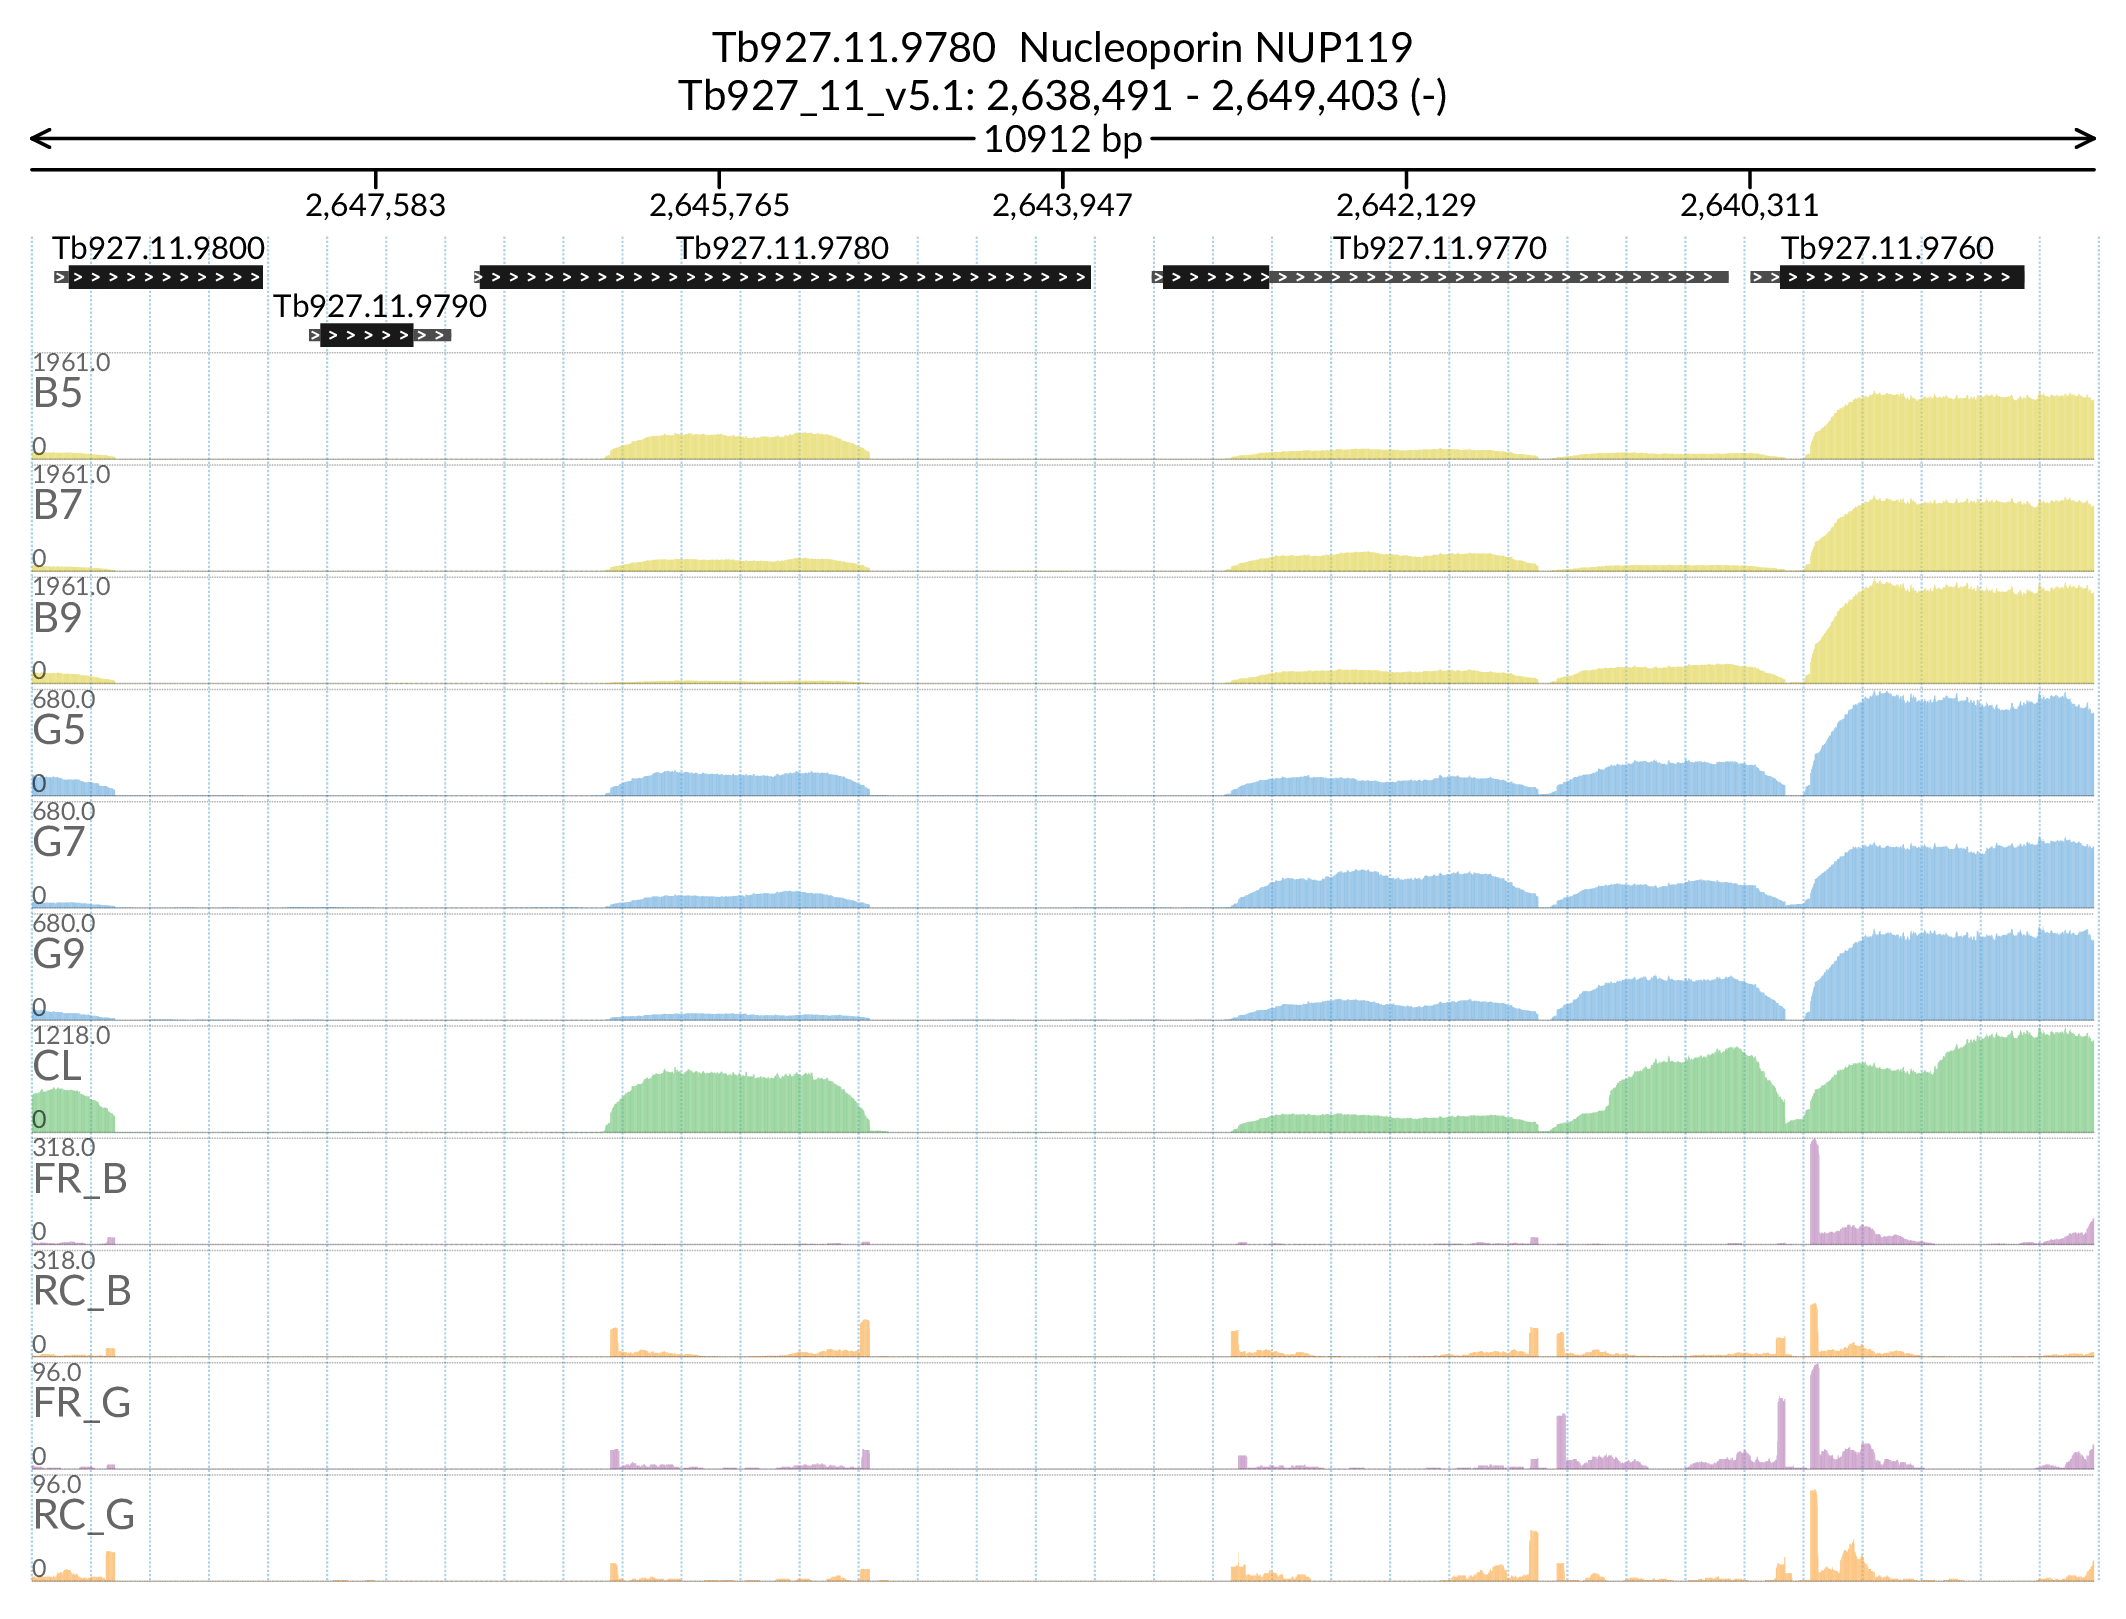 Tb927.11.9780  Nucleoporin NUP119
Tb927_11_v5.1: 2,638,491 - 2,649,403 (-)
10912 bp
2,647,583 2,645,765 2,643,947 2,642,129 2,640,311
Tb927.11.9800 Tb927.11.9780 Tb927.11.9770 Tb927.11.9760
Tb927.11.9790
1961.0
B5
0
1961.0
B7
0
1961.0
B9
0
680.0
G5
0
680.0
G7
0
680.0
G9
0
1218.0
CL
0
318.0
FR_B
0
318.0
RC_B
0
96.0
FR_G
0
96.0
RC_G
0